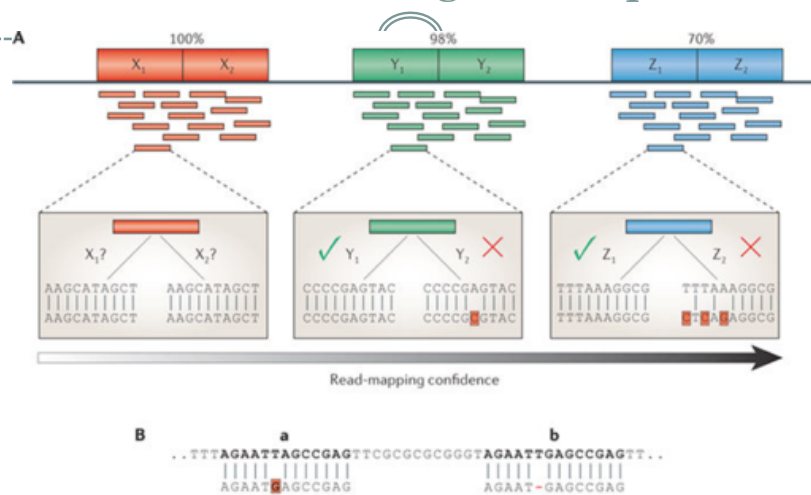 A
100% 98% 70%
X₁ X₂ Y₁ Y₂ Z₁ Z₂
X₁? X₂? Y₁ Y₂ Z₁ Z₂
AAGCATAGCT AAGCATAGCT CCCCGAGTAC CCCCGAGTAC TTTAAAGGCG TTTAAAGGCG
AAGCATAGCT AAGCATAGCT CCCCGAGTAC CCCCGCGTAC TTTAAAGGCG CTCAGAGGCG
Read-mapping confidence
B a b
..TTTAGAATTAGCCGAGTTCGCGCGCGGGTAGAATTGAGCCGAGTT..
AGAATGAGCCGAG AGAAT-GAGCCGAG